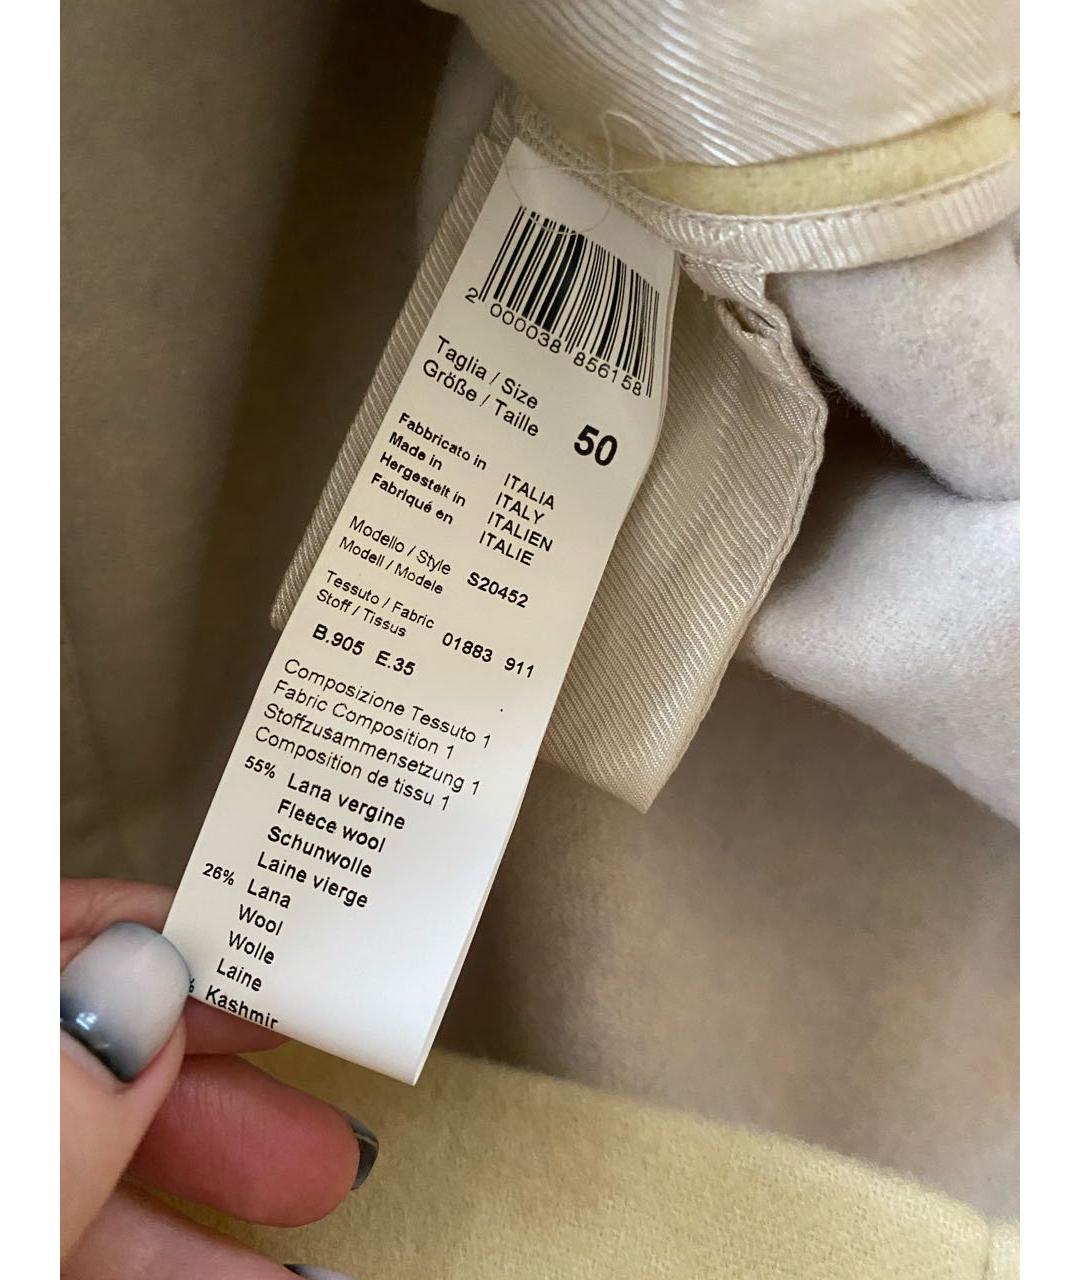 2 000038 856158
Taglia / Size
Größe / Taille
50
Fabbricato in ITALIA
Made in ITALY
Hergestelt in ITALIEN
Fabriqué en ITALIE
Modello / Style
Modell / Modele
S20452
Tessuto / Fabric
Stoff / Tissus
01883 911
B.905 E.35
Composizione Tessuto 1
Fabric Composition 1
Stoffzusammensetzung 1
Composition de tissu 1
55% Lana vergine
Fleece wool
Schunwolle
Laine vierge
26% Lana
Wool
Wolle
Laine
% Kashmir